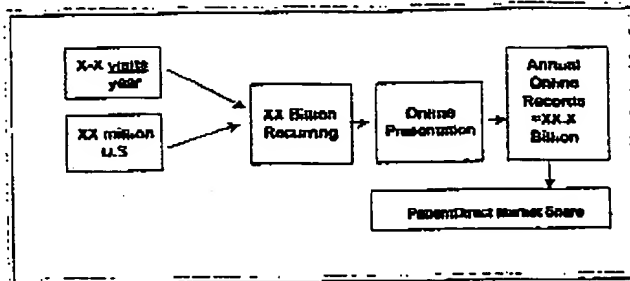 X-X visits
year
XX million
U.S
XX Billion
Recurring
Online
Presentation
Annual
Online
Records
=XX.X
Billion
PatientDirect Market Share